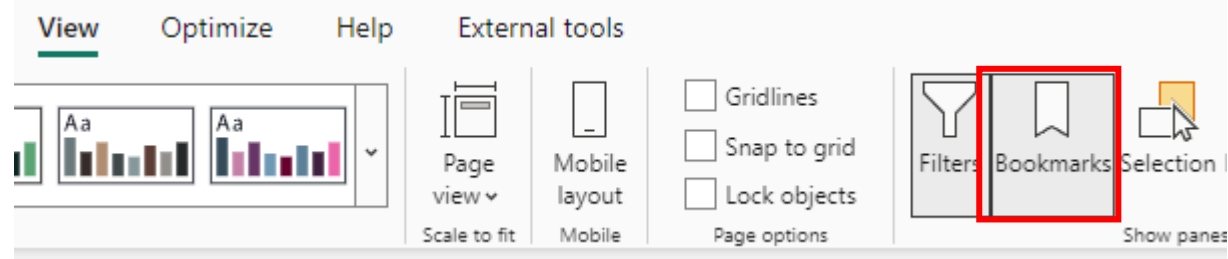 View Optimize Help External tools
Aa Aa
Gridlines
Snap to grid
Lock objects
Page view
Mobile layout
Filters Bookmarks Selection
Scale to fit Mobile Page options Show panes